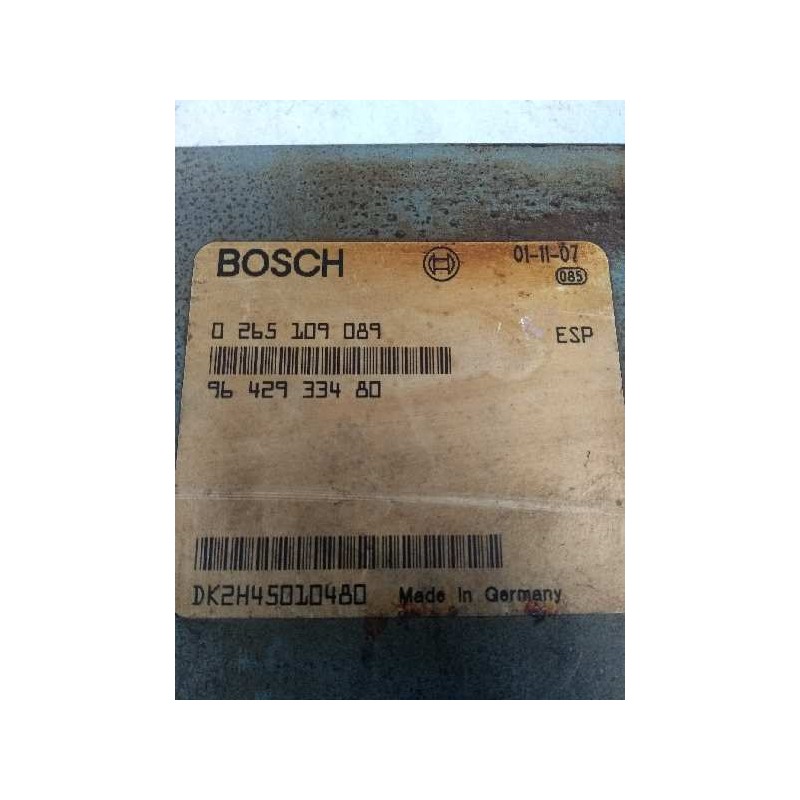 BOSCH 01-11-07
085
0 265 109 089 ESP
96 429 334 80
DK2H45010480 Made in Germany